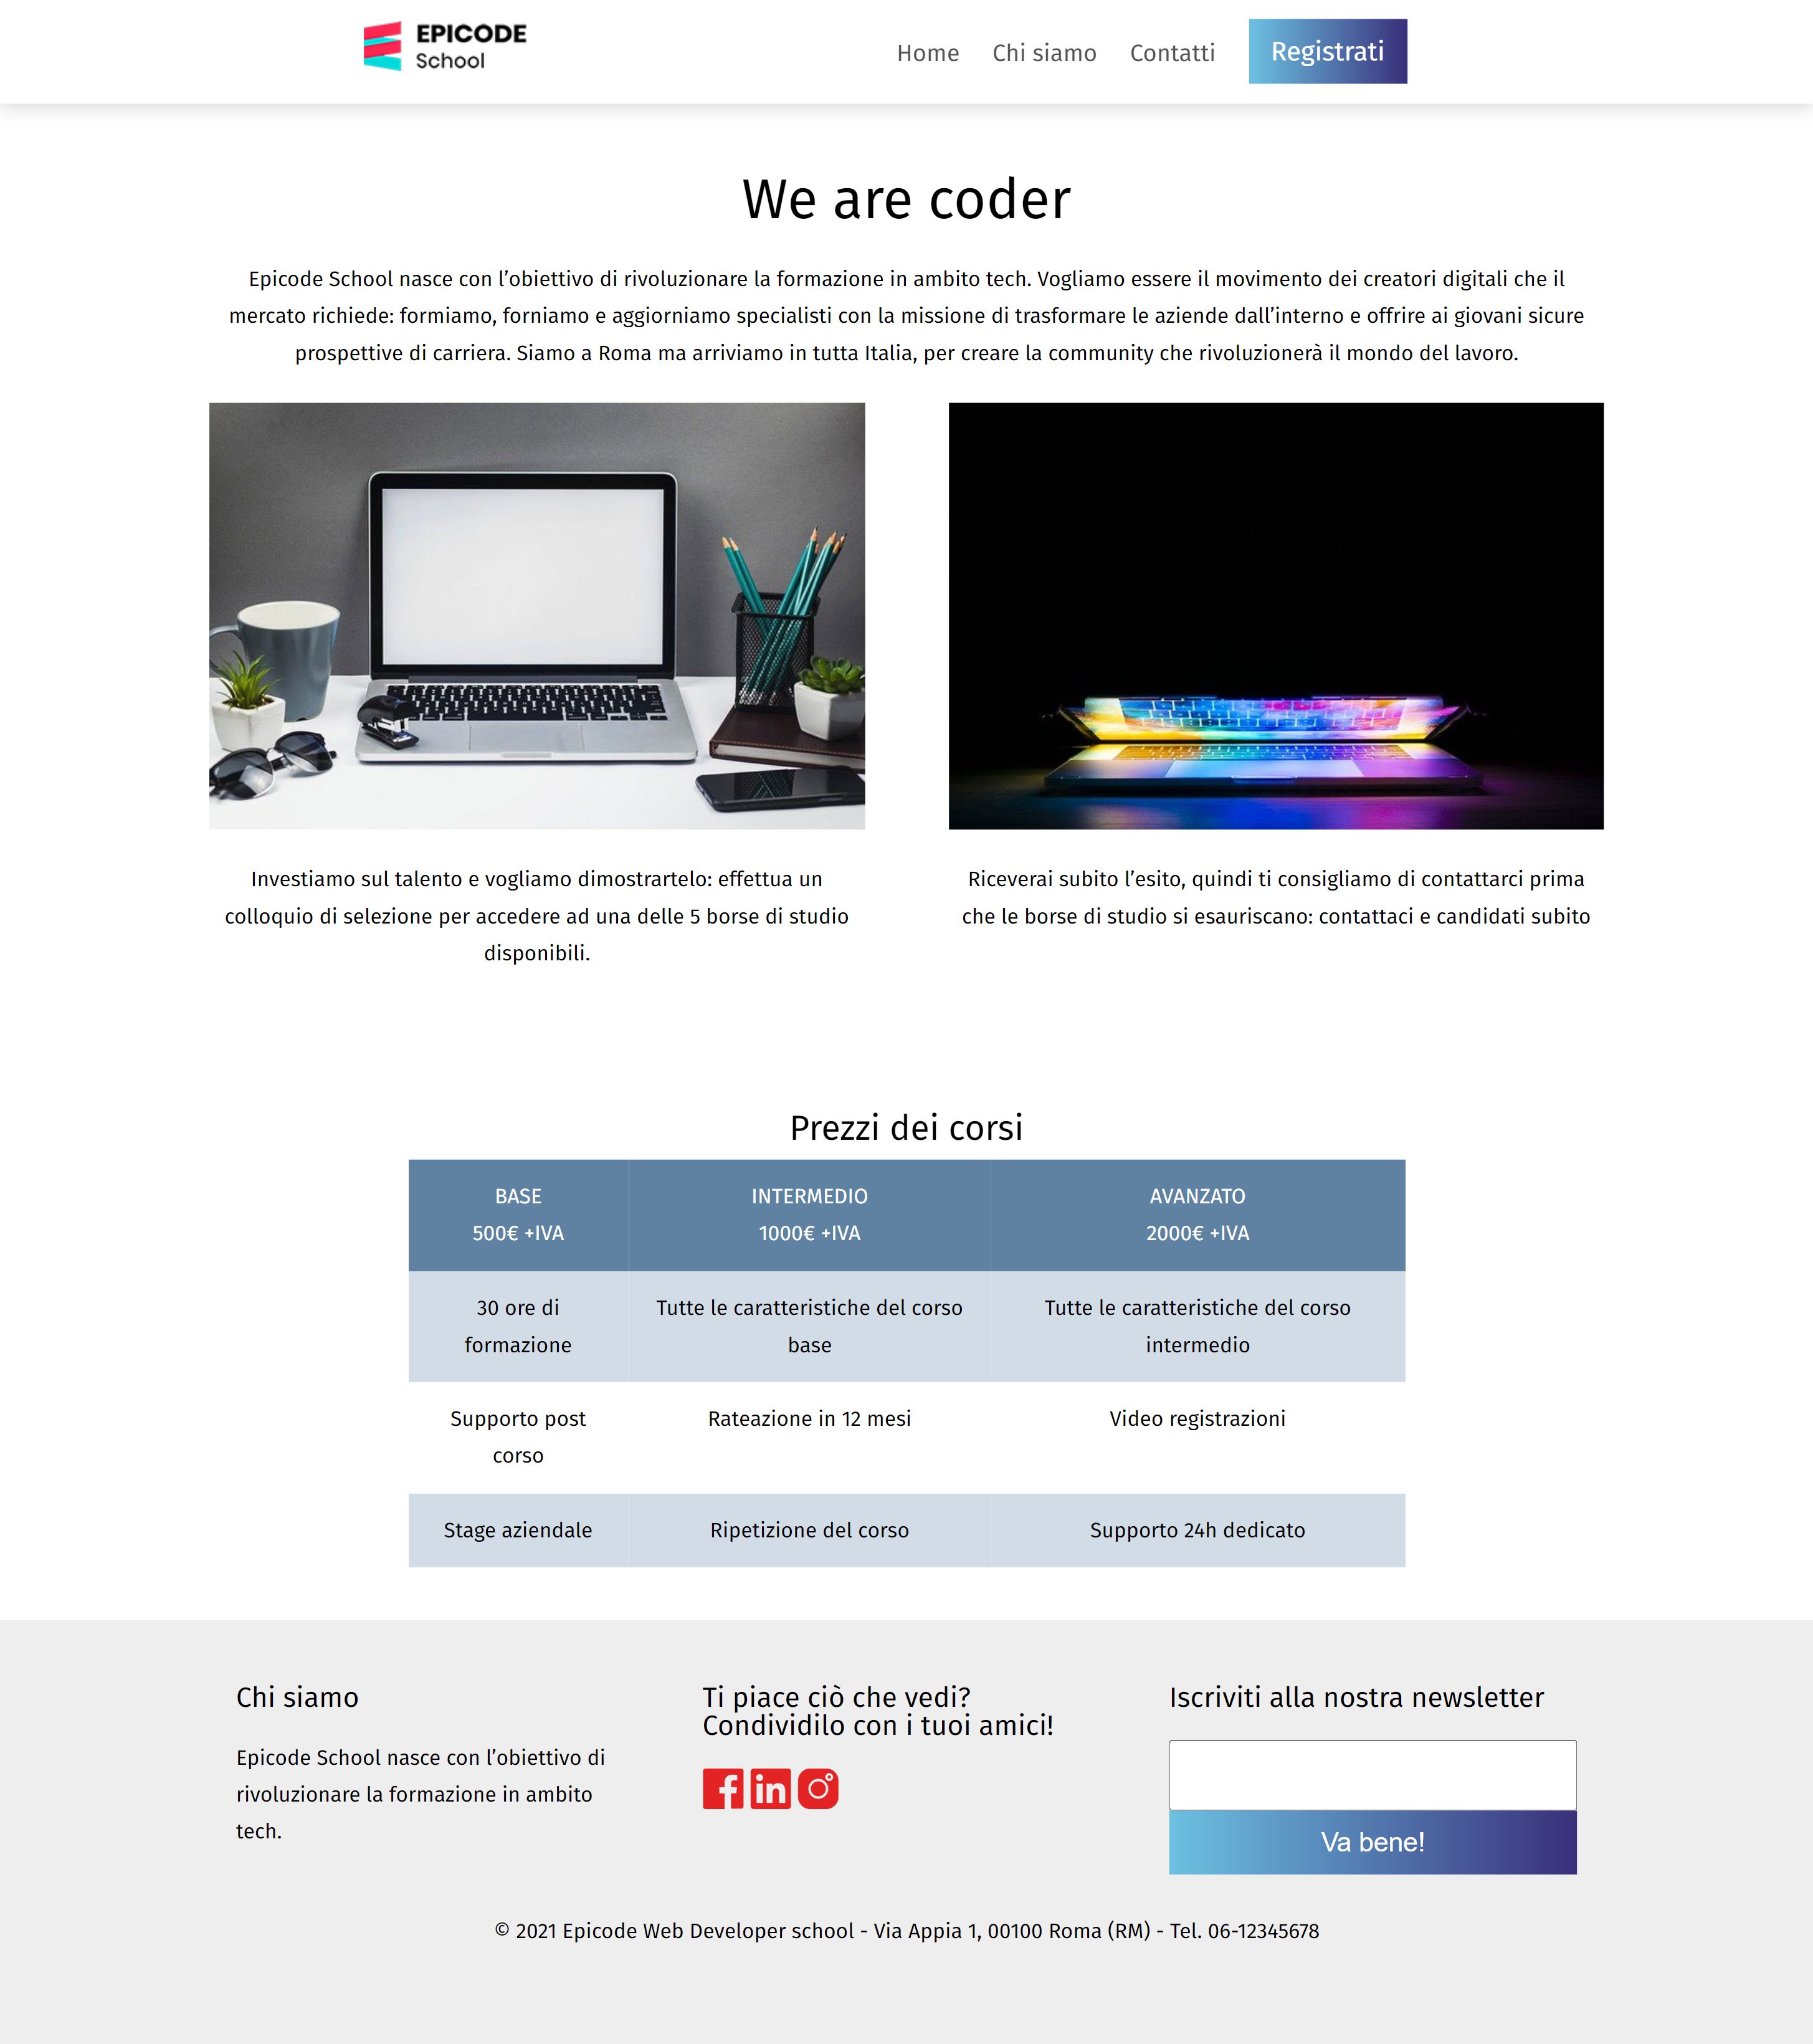 EPICODE
School
Home Chi siamo Contatti Registrati
We are coder
Epicode School nasce con l’obiettivo di rivoluzionare la formazione in ambito tech. Vogliamo essere il movimento dei creatori digitali che il
mercato richiede: formiamo, forniamo e aggiorniamo specialisti con la missione di trasformare le aziende dall’interno e offrire ai giovani sicure
prospettive di carriera. Siamo a Roma ma arriviamo in tutta Italia, per creare la community che rivoluzionerà il mondo del lavoro.
Investiamo sul talento e vogliamo dimostrartelo: effettua un
colloquio di selezione per accedere ad una delle 5 borse di studio
disponibili.
Riceverai subito l’esito, quindi ti consigliamo di contattarci prima
che le borse di studio si esauriscano: contattaci e candidati subito
Prezzi dei corsi
BASE
500€ +IVA
INTERMEDIO
1000€ +IVA
AVANZATO
2000€ +IVA
30 ore di
formazione
Tutte le caratteristiche del corso
base
Tutte le caratteristiche del corso
intermedio
Supporto post
corso
Rateazione in 12 mesi
Video registrazioni
Stage aziendale
Ripetizione del corso
Supporto 24h dedicato
Chi siamo
Epicode School nasce con l’obiettivo di
rivoluzionare la formazione in ambito
tech.
Ti piace ciò che vedi?
Condividilo con i tuoi amici!
Iscriviti alla nostra newsletter
Va bene!
© 2021 Epicode Web Developer school - Via Appia 1, 00100 Roma (RM) - Tel. 06-12345678